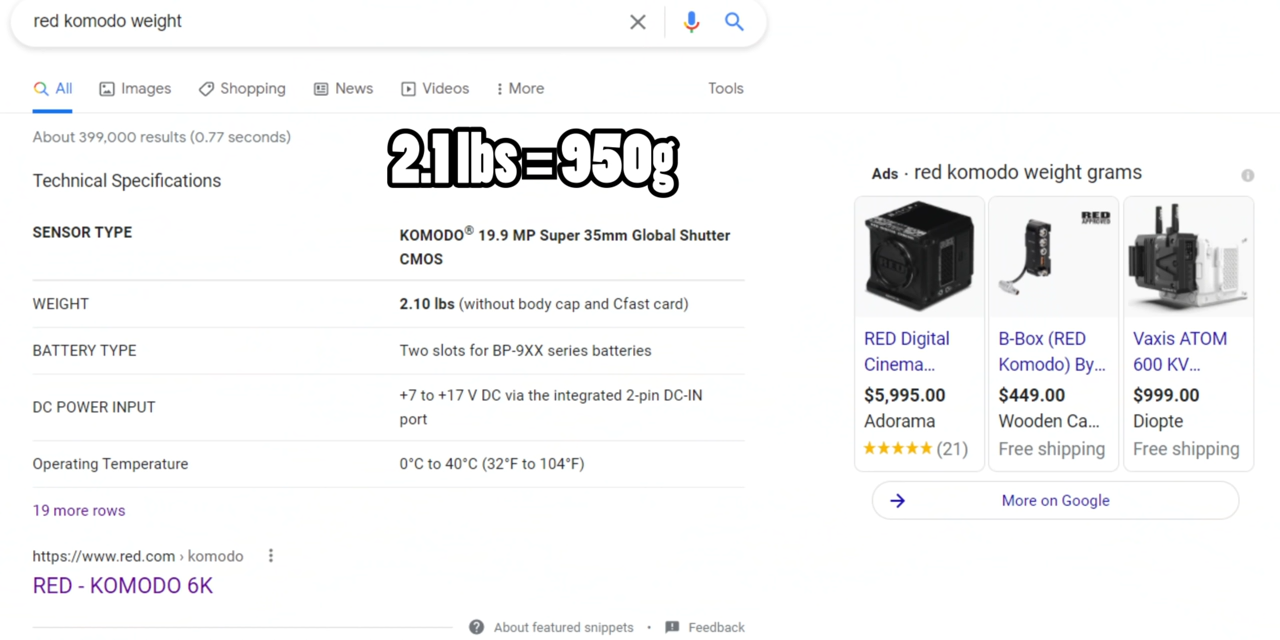 red komodo weight
All Images Shopping News Videos More Tools
About 399,000 results (0.77 seconds)
2.1 lbs=950g
Technical Specifications
SENSOR TYPE
KOMODO® 19.9 MP Super 35mm Global Shutter
CMOS
WEIGHT
2.10 lbs (without body cap and Cfast card)
BATTERY TYPE
Two slots for BP-9XX series batteries
DC POWER INPUT
+7 to +17 V DC via the integrated 2-pin DC-IN
port
Operating Temperature
0°C to 40°C (32°F to 104°F)
19 more rows
https://www.red.com › komodo
RED - KOMODO 6K
About featured snippets • Feedback
Ads · red komodo weight grams
RED
RED
APPROVED
RED Digital
Cinema...
$5,995.00
Adorama
(21)
B-Box (RED
Komodo) By...
$449.00
Wooden Ca...
Free shipping
Vaxis ATOM
600 KV...
$999.00
Diopte
Free shipping
More on Google